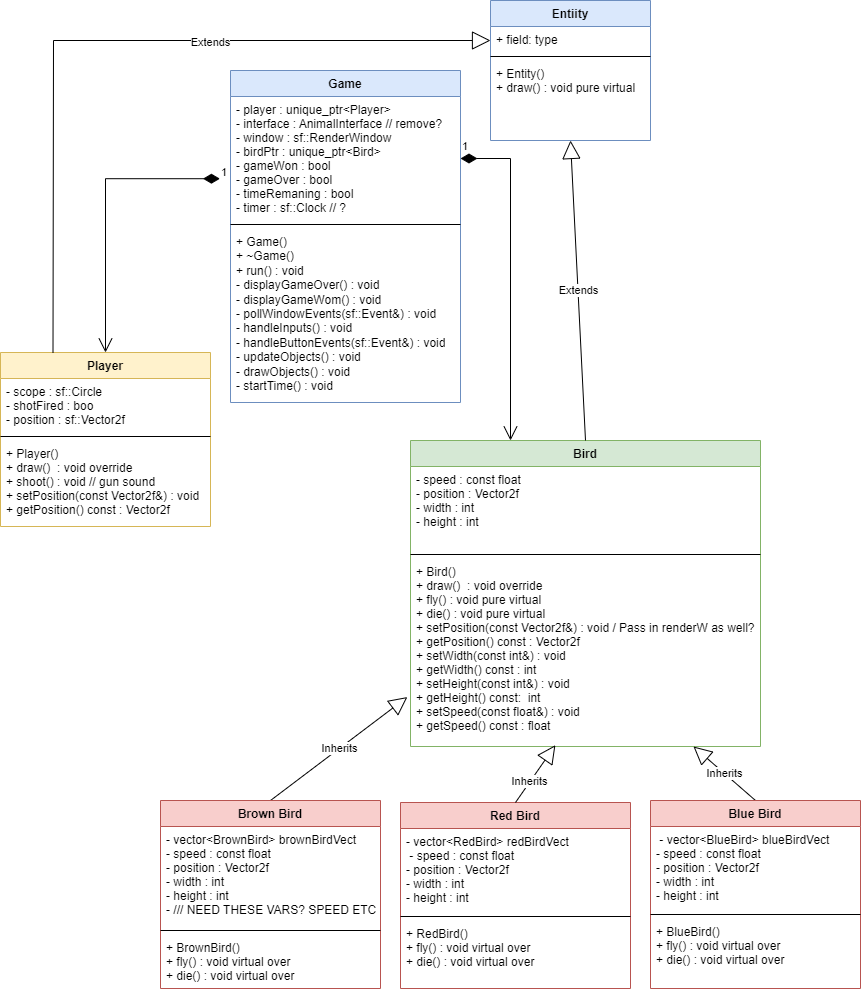 Entiity
+ field: type
+ Entity()
+ draw() : void pure virtual
Extends
Game
- player : unique_ptr<Player>
- interface : AnimalInterface // remove?
- window : sf::RenderWindow
- birdPtr : unique_ptr<Bird>
- gameWon : bool
- gameOver : bool
- timeRemaning : bool
- timer : sf::Clock // ?
+ Game()
+ ~Game()
+ run() : void
- displayGameOver() : void
- displayGameWom() : void
- pollWindowEvents(sf::Event&) : void
- handleInputs() : void
- handleButtonEvents(sf::Event&) : void
- updateObjects() : void
- drawObjects() : void
- startTime() : void
1
1
Extends
Player
- scope : sf::Circle
- shotFired : boo
- position : sf::Vector2f
+ Player()
+ draw()  : void override
+ shoot() : void // gun sound
+ setPosition(const Vector2f&) : void
+ getPosition() const : Vector2f
Bird
- speed : const float
- position : Vector2f
- width : int
- height : int
+ Bird()
+ draw()  : void override
+ fly() : void pure virtual
+ die() : void pure virtual
+ setPosition(const Vector2f&) : void / Pass in renderW as well?
+ getPosition() const : Vector2f
+ setWidth(const int&) : void
+ getWidth() const : int
+ setHeight(const int&) : void
+ getHeight() const:  int
+ setSpeed(const float&) : void
+ getSpeed() const : float
Inherits
Inherits
Inherits
Brown Bird
- vector<BrownBird> brownBirdVect
- speed : const float
- position : Vector2f
- width : int
- height : int
- /// NEED THESE VARS? SPEED ETC
+ BrownBird()
+ fly() : void virtual over
+ die() : void virtual over
Red Bird
- vector<RedBird> redBirdVect
- speed : const float
- position : Vector2f
- width : int
- height : int
+ RedBird()
+ fly() : void virtual over
+ die() : void virtual over
Blue Bird
- vector<BlueBird> blueBirdVect
- speed : const float
- position : Vector2f
- width : int
- height : int
+ BlueBird()
+ fly() : void virtual over
+ die() : void virtual over